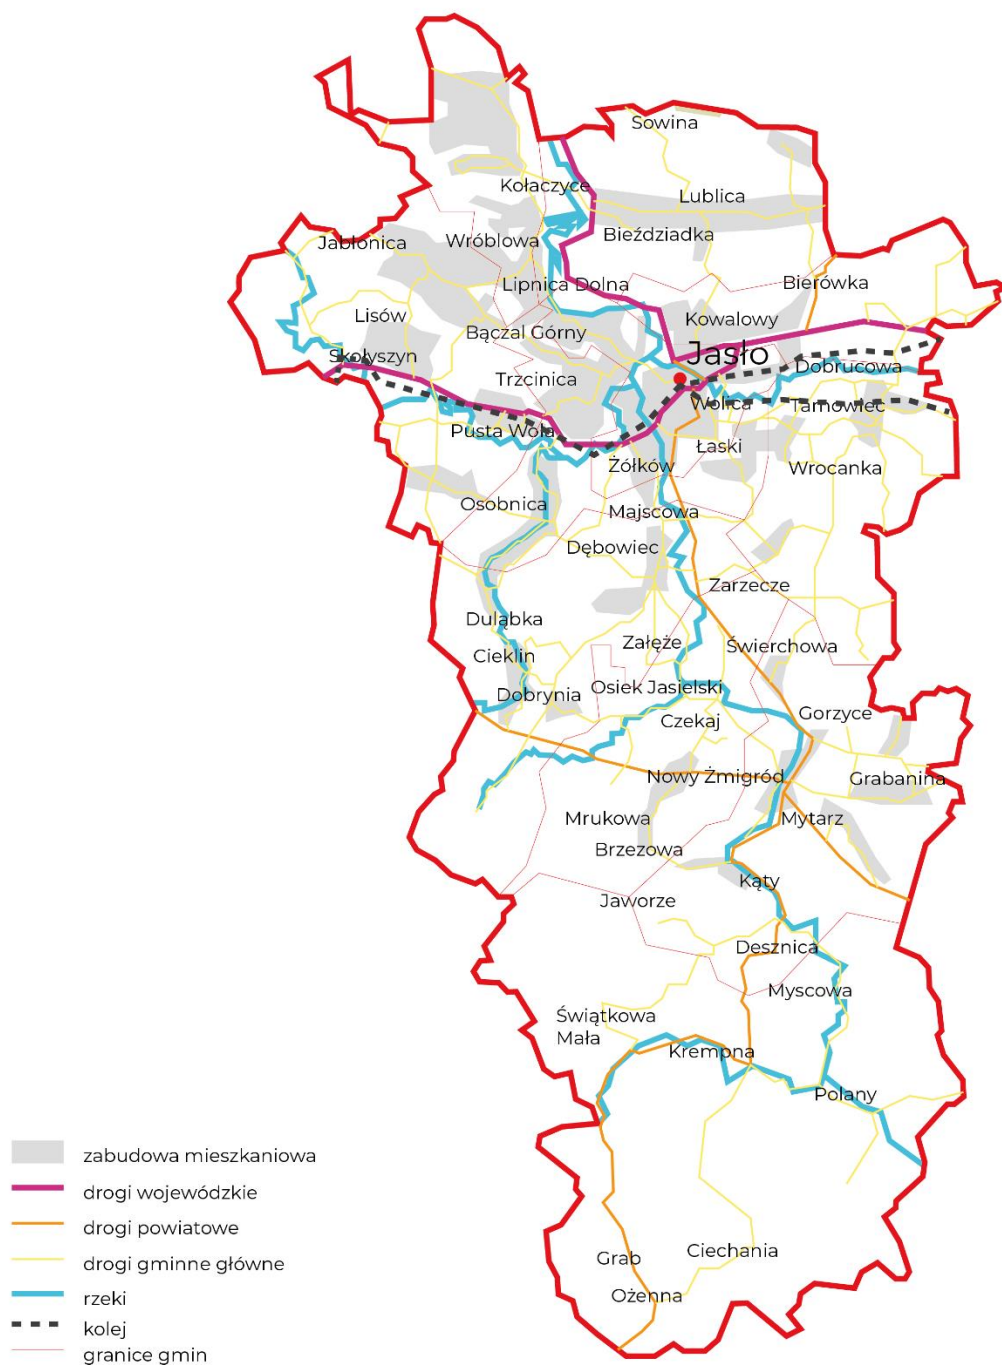 Sowina
Kołaczyce
Lublica
Jabłonica
Wróblowa
Bieździadka
Lipnica Dolna
Bierówka
Lisów
Bączal Górny
Kowalowy
Skołyszyn
Jasło
Trzcinica
Dobrucowa
Wolica
Tarnowiec
Pusta Wola
Łaski
Żółków
Wrocanka
Osobnica
Majscowa
Dębowiec
Zarzecze
Duląbka
Załęże
Świerchowa
Cieklin
Dobrynia
Osiek Jasielski
Czekaj
Gorzyce
Nowy Żmigród
Grabanina
Mrukowa
Mytarz
Brzezowa
Kąty
Jaworze
Desznica
Myscowa
Świątkowa
Mała
Krempna
Polany
Grab
Ciechania
Ożenna
zabudowa mieszkaniowa
drogi wojewódzkie
drogi powiatowe
drogi gminne główne
rzeki
kolej
granice gmin